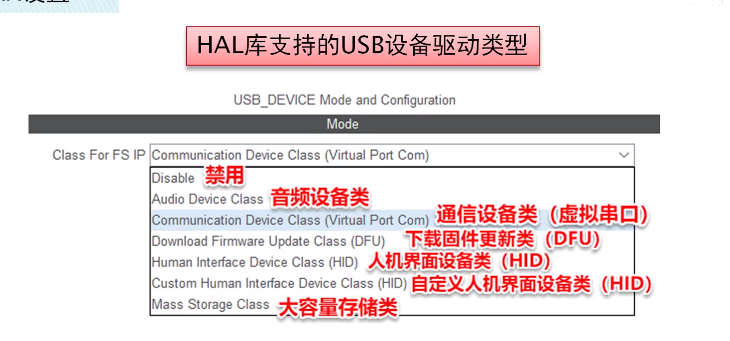 HAL库支持的USB设备驱动类型
USB_DEVICE Mode and Configuration
Mode
Class For FS IP Communication Device Class (Virtual Port Com)
Disable 禁用
Audio Device Class 音频设备类
Communication Device Class (Virtual Port Com) 通信设备类（虚拟串口）
Download Firmware Update Class (DFU) 下载固件更新类（DFU）
Human Interface Device Class (HID) 人机界面设备类（HID）
Custom Human Interface Device Class (HID) 自定义人机界面设备类（HID）
Mass Storage Class 大容量存储类